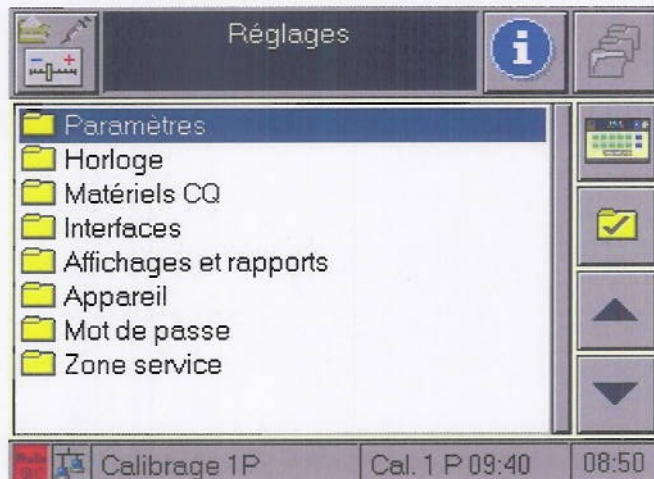 Réglages
Paramètres
Horloge
Matériels CQ
Interfaces
Affichages et rapports
Appareil
Mot de passe
Zone service
Calibrage 1P
Cal. 1 P 09:40
08:50